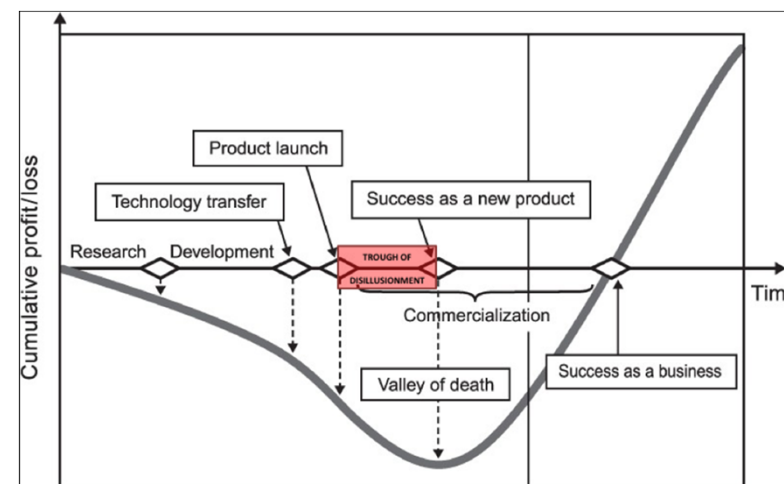 Cumulative profit/loss
Product launch
Technology transfer
Success as a new product
Research
Development
TROUGH OF
DISILLUSIONMENT
Tim
Commercialization
Valley of death
Success as a business